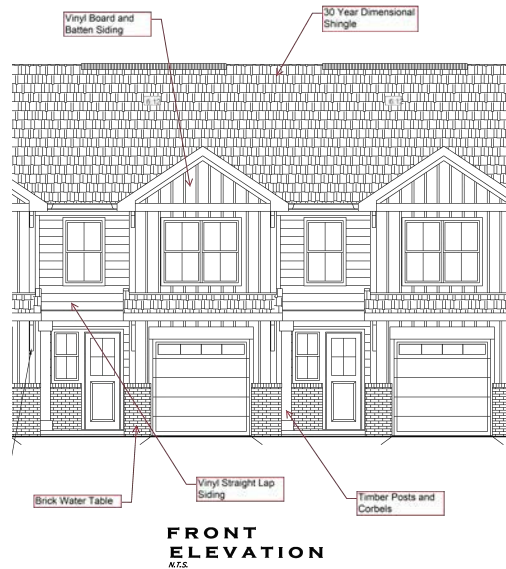 Vinyl Board and
Batten Siding
30 Year Dimensional
Shingle
Brick Water Table
Vinyl Straight Lap
Siding
Timber Posts and
Corbels
FRONT
ELEVATION
N.T.S.